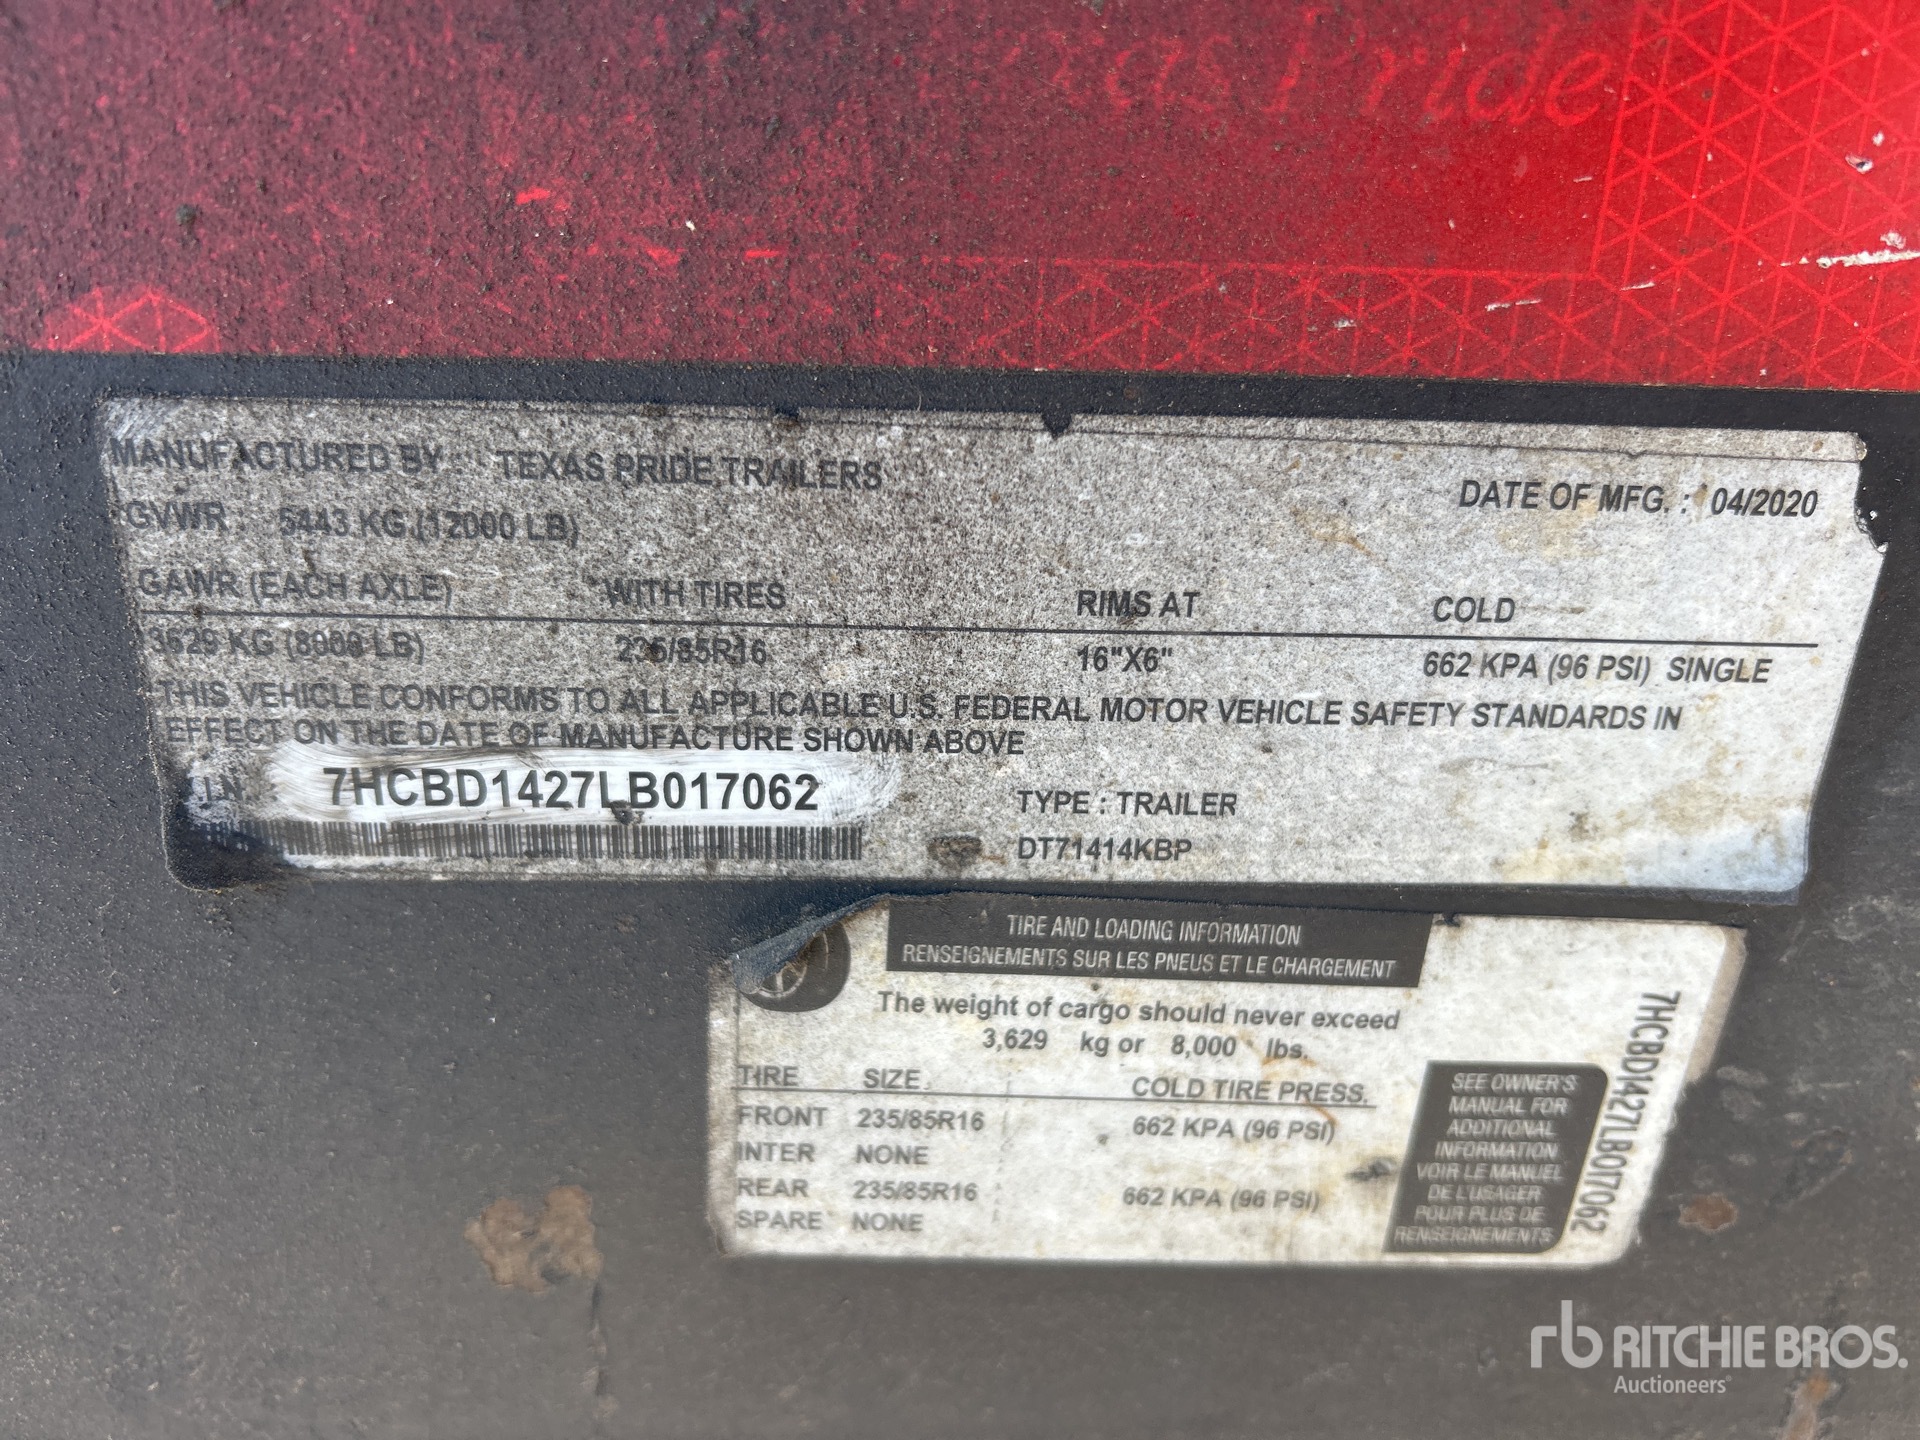 Texas Pride
MANUFACTURED BY : TEXAS PRIDE TRAILERS
DATE OF MFG. : 04/2020
GVWR 5443 KG (12000 LB)
GAWR (EACH AXLE) WITH TIRES RIMS AT COLD
3629 KG (8000 LB) 235/85R16 16"X6" 662 KPA (96 PSI) SINGLE
THIS VEHICLE CONFORMS TO ALL APPLICABLE U.S. FEDERAL MOTOR VEHICLE SAFETY STANDARDS IN
EFFECT ON THE DATE OF MANUFACTURE SHOWN ABOVE
7HCBD1427LB017062
TYPE : TRAILER
DT71414KBP
TIRE AND LOADING INFORMATION
RENSEIGNEMENTS SUR LES PNEUS ET LE CHARGEMENT
The weight of cargo should never exceed
3,629 kg or 8,000 lbs.
TIRE SIZE COLD TIRE PRESS.
FRONT 235/85R16 662 KPA (96 PSI)
INTER NONE
REAR 235/85R16 662 KPA (96 PSI)
SPARE NONE
SEE OWNER'S
MANUAL FOR
ADDITIONAL
INFORMATION
VOIR LE MANUEL
DE L'USAGER
POUR PLUS DE
RENSEIGNEMENTS
7HCBD1427LB017062
rb RITCHIE BROS.
Auctioneers